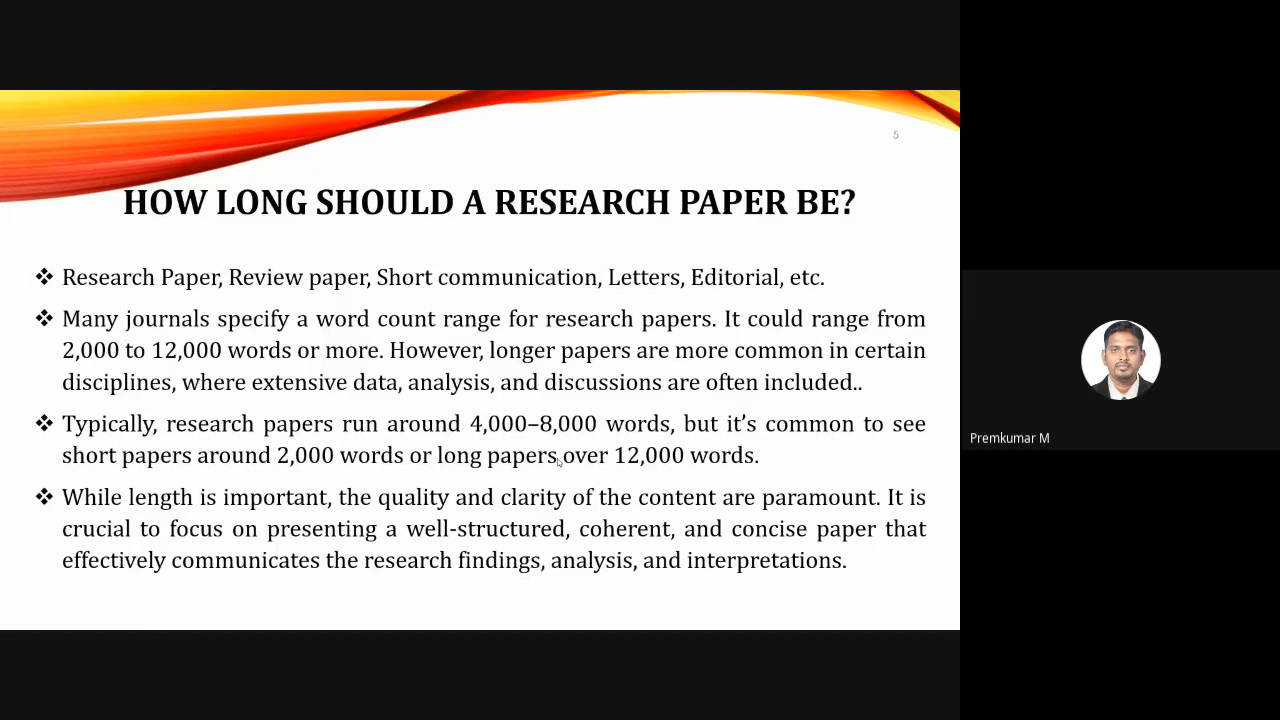 5
HOW LONG SHOULD A RESEARCH PAPER BE?
❖ Research Paper, Review paper, Short communication, Letters, Editorial, etc.
❖ Many journals specify a word count range for research papers. It could range from
2,000 to 12,000 words or more. However, longer papers are more common in certain
disciplines, where extensive data, analysis, and discussions are often included..
❖ Typically, research papers run around 4,000–8,000 words, but it’s common to see
short papers around 2,000 words or long papers over 12,000 words.
❖ While length is important, the quality and clarity of the content are paramount. It is
crucial to focus on presenting a well-structured, coherent, and concise paper that
effectively communicates the research findings, analysis, and interpretations.
Premkumar M